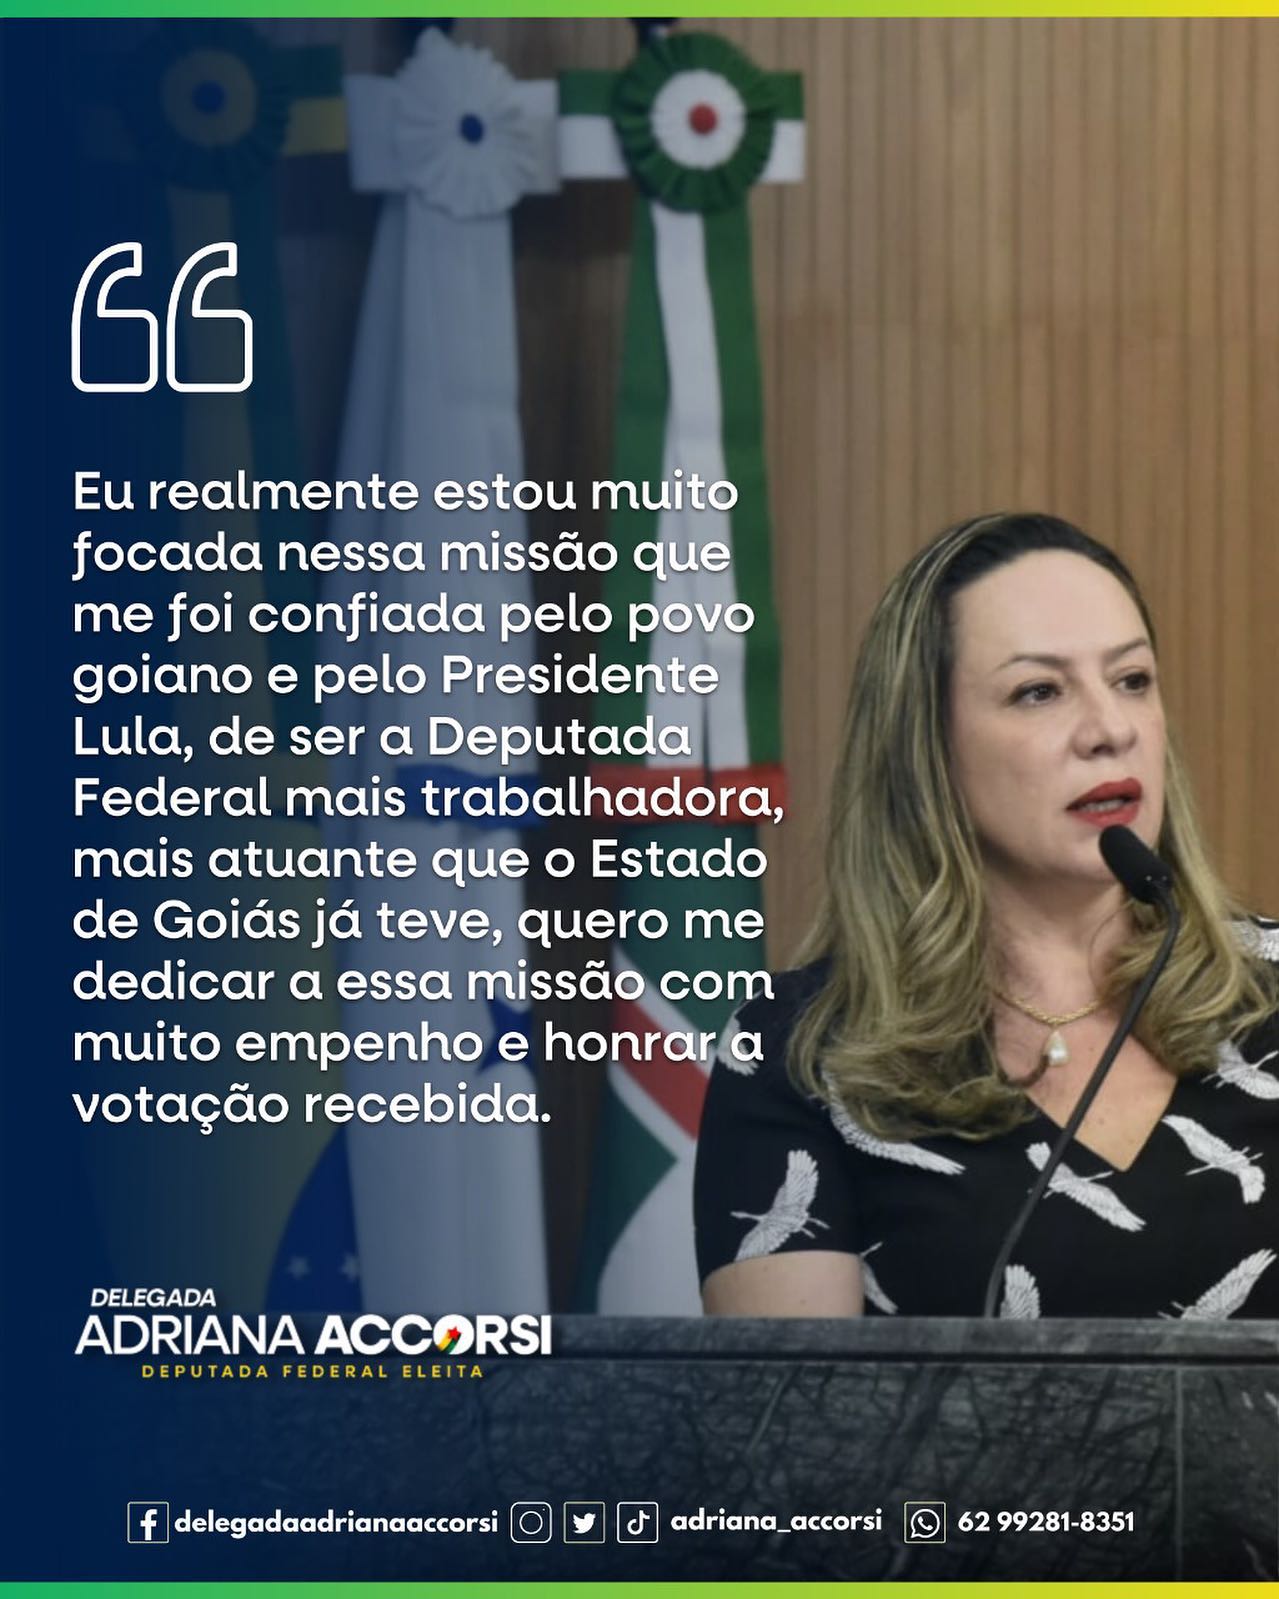 Eu realmente estou muito
focada nessa missão que
me foi confiada pelo povo
goiano e pelo Presidente
Lula, de ser a Deputada
Federal mais trabalhadora,
mais atuante que o Estado
de Goiás já teve, quero me
dedicar a essa missão com
muito empenho e honrar a
votação recebida.
DELEGADA
ADRIANA ACCORSI
DEPUTADA FEDERAL ELEITA
delegadaadrianaaccorsi adriana_accorsi 62 99281-8351